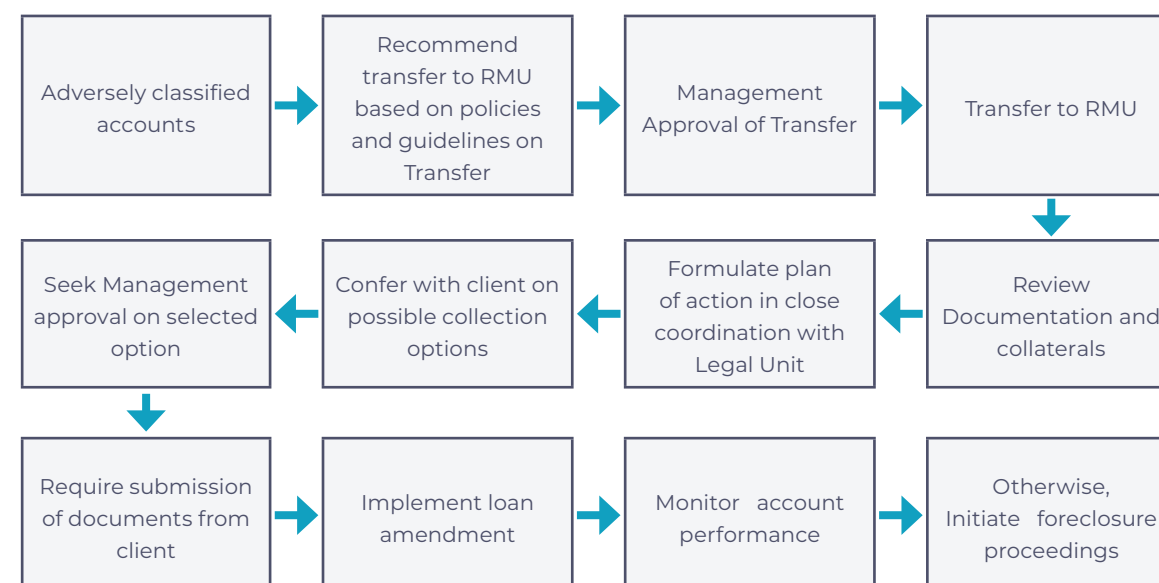 Adversely classified
accounts
Recommend
transfer to RMU
based on policies
and guidelines on
Transfer
Management
Approval of Transfer
Transfer to RMU
Review
Documentation and
collaterals
Formulate plan
of action in close
coordination with
Legal Unit
Confer with client on
possible collection
options
Seek Management
approval on selected
option
Require submission
of documents from
client
Implement loan
amendment
Monitor account
performance
Otherwise,
Initiate foreclosure
proceedings